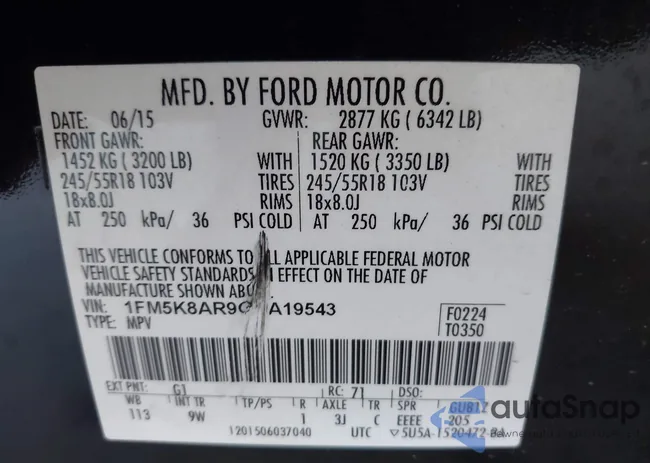 MFD. BY FORD MOTOR CO.
DATE: 06/15 GVWR: 2877 KG (6342 LB)
FRONT GAWR: REAR GAWR:
1452 KG (3200 LB) WITH 1520 KG (3350 LB) WITH
245/55R18 103V TIRES 245/55R18 103V TIRES
18x8.0J RIMS 18x8.0J RIMS
AT 250 kPa/ 36 PSI COLD AT 250 kPa/ 36 PSI COLD
THIS VEHICLE CONFORMS TO ALL APPLICABLE FEDERAL MOTOR
VEHICLE SAFETY STANDARDS IN EFFECT ON THE DATE OF
MANUFACTURE SHOWN ABOVE.
VIN: F0224
TYPE: MPV T0350
EXT PNT: G1 RC: 71 DSO:
WB INT TR TP/PS R AXLE TR SPR GU812
113 9W 1 3J C EEEE 205
1201506037040 UTC
autaSnap